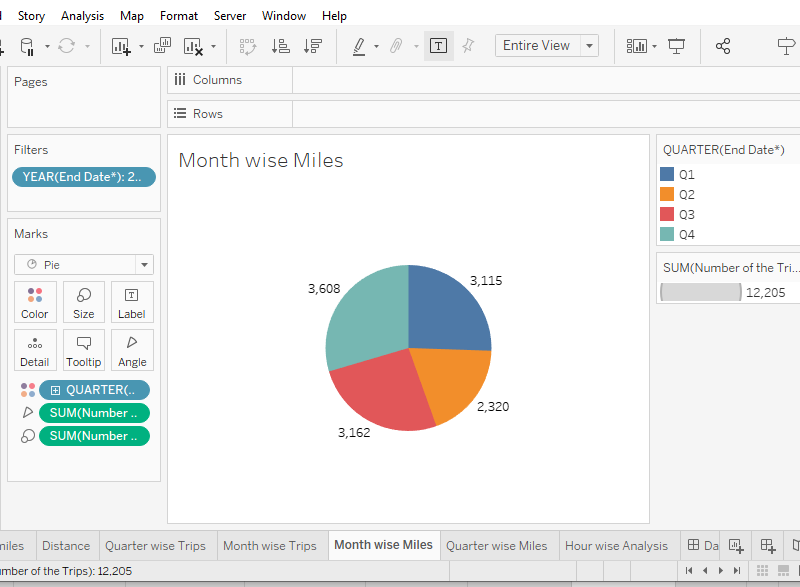 Story Analysis Map Format Server Window Help
Entire View
Pages
Columns
Rows
Filters
YEAR(End Date*): 2..
Marks
Pie
Color Size Label
Detail Tooltip Angle
QUARTER(..
SUM(Number ..
SUM(Number ..
Month wise Miles
3,608
3,115
2,320
3,162
QUARTER(End Date*)
Q1
Q2
Q3
Q4
SUM(Number of the Tri...
12,205
miles Distance Quarter wise Trips Month wise Trips Month wise Miles Quarter wise Miles Hour wise Analysis Da
umber of the Trips): 12,205